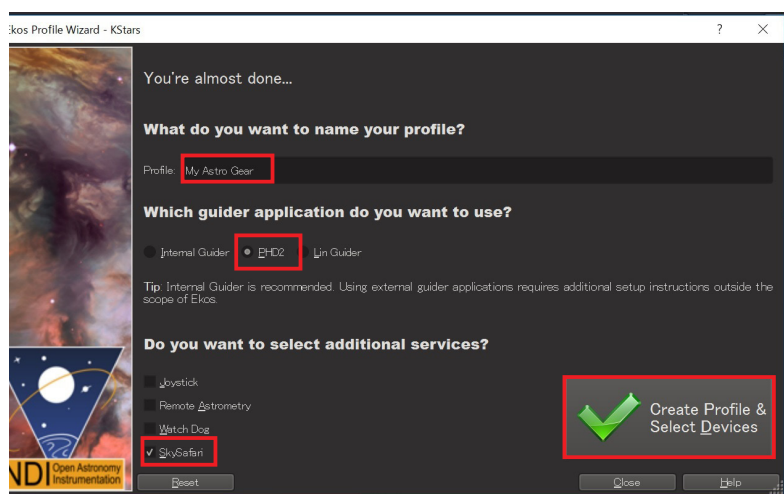 Ekos Profile Wizard - KStars
You're almost done...
What do you want to name your profile?
Profile: My Astro Gear
Which guider application do you want to use?
Internal Guider PHD2 Lin Guider
Tip: Internal Guider is recommended. Using external guider applications requires additional setup instructions outside the
scope of Ekos.
Do you want to select additional services?
Joystick
Remote Astrometry
Watch Dog
SkySafari
Create Profile &
Select Devices
NDI Open Astronomy
Instrumentation
Reset Close Help